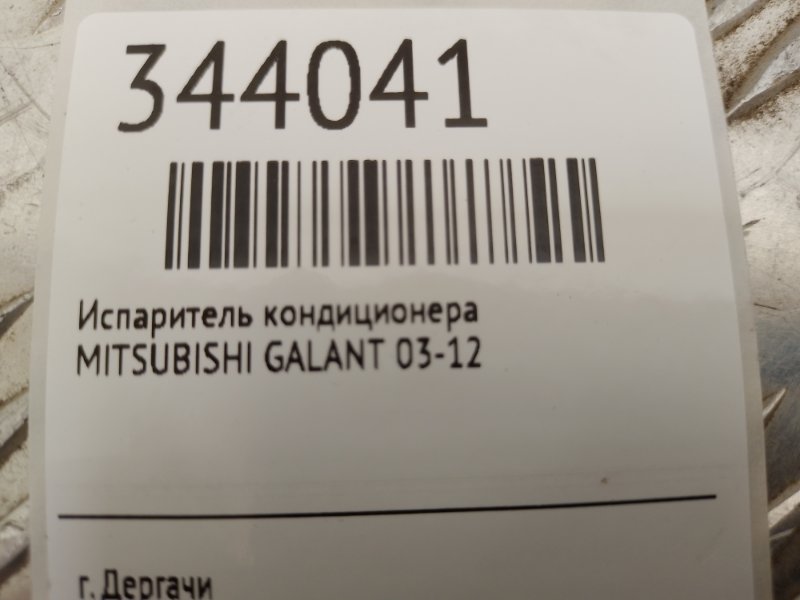 344041
Испаритель кондиционера
MITSUBISHI GALANT 03-12
г. Дергачи